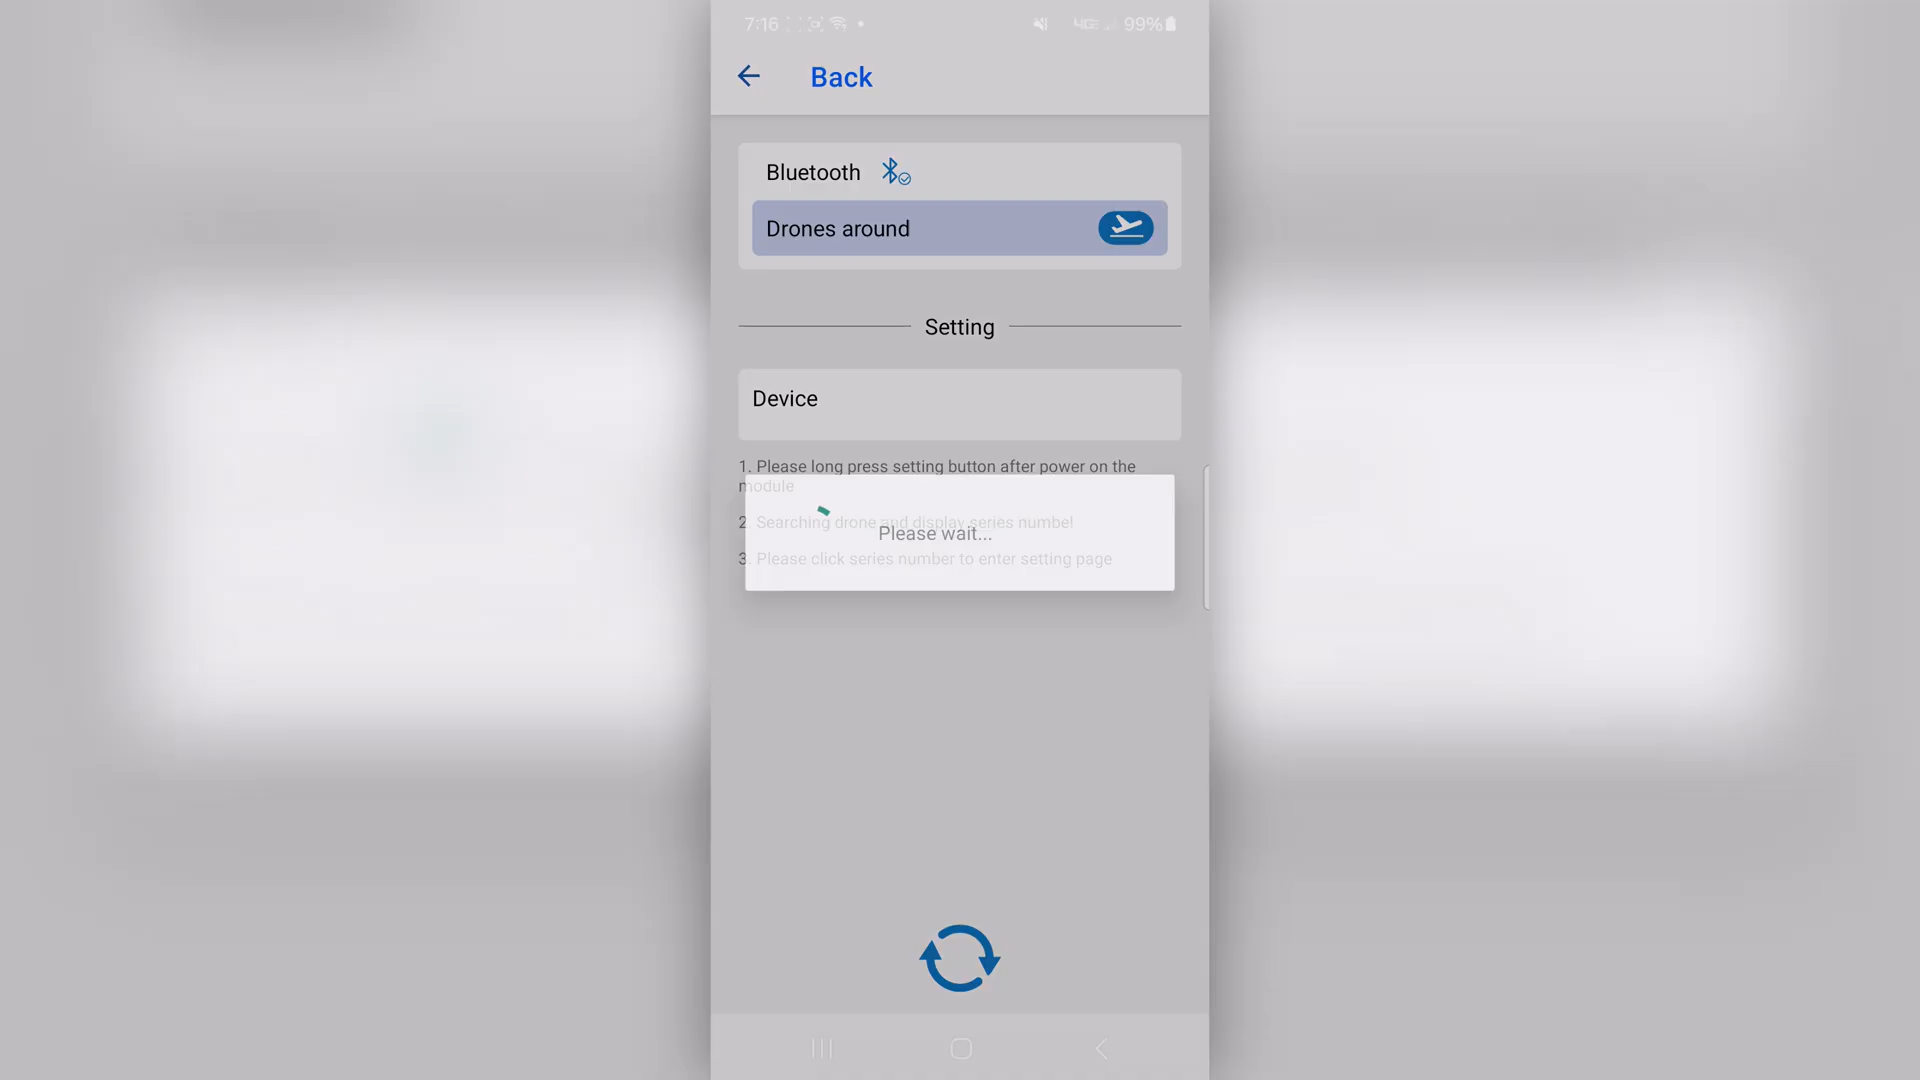 7:16 99%
Back
Bluetooth
Drones around
Setting
Device
1. Please long press setting button after power on the
module
2. Searching drone and display series number!
Please wait...
3. Please click series number to enter setting page